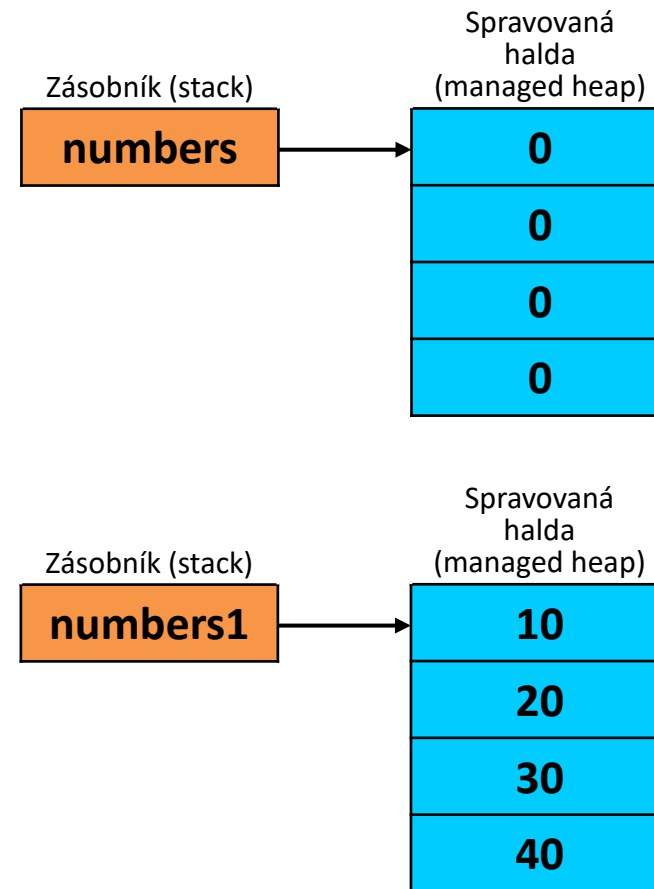 Spravovaná
halda
Zásobník (stack)
(managed heap)
numbers
0
0
0
0
Spravovaná
halda
Zásobník (stack)
(managed heap)
numbers1
10
20
30
40